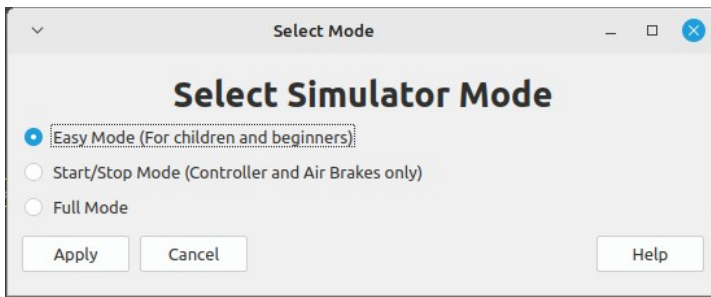 Select Mode
Select Simulator Mode
Easy Mode (For children and beginners)
Start/Stop Mode (Controller and Air Brakes only)
Full Mode
Apply Cancel Help